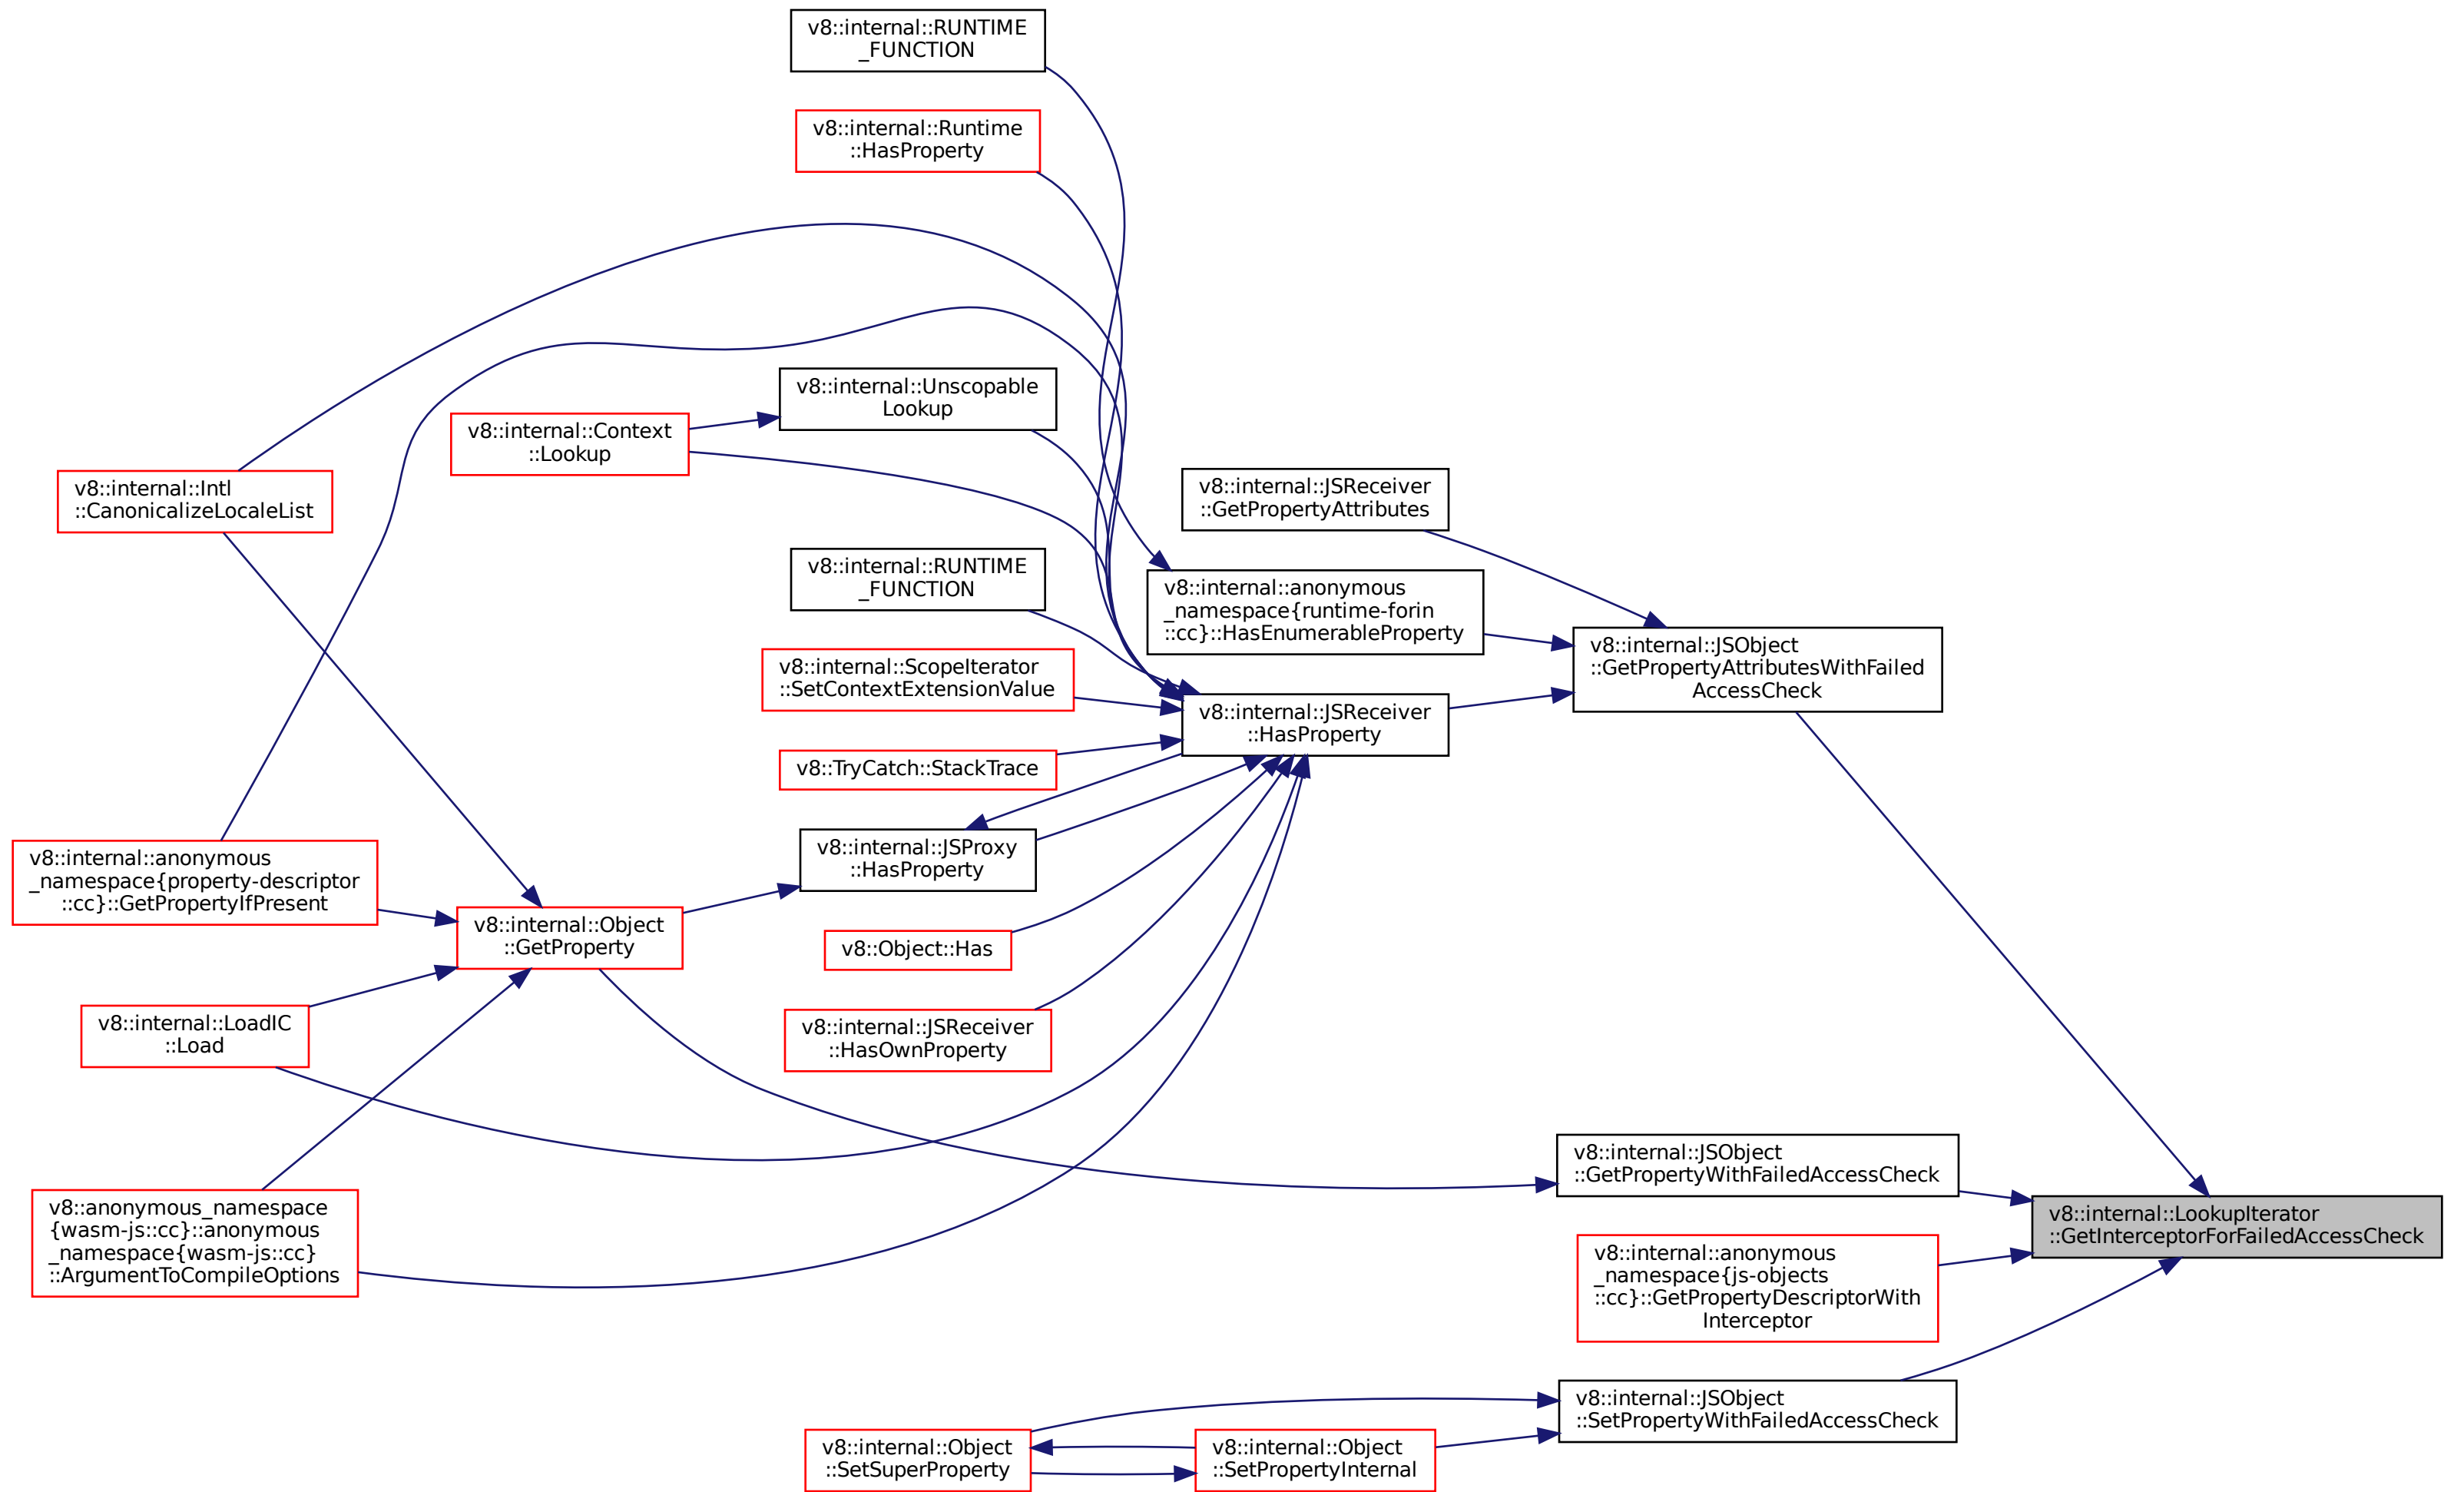 v8::internal::RUNTIME
_FUNCTION
v8::internal::Runtime
::HasProperty
v8::internal::Unscopable
Lookup
v8::internal::Context
::Lookup
v8::internal::Intl
::CanonicalizeLocaleList
v8::internal::JSReceiver
::GetPropertyAttributes
v8::internal::RUNTIME
_FUNCTION
v8::internal::anonymous
_namespace{runtime-forin
::cc}::HasEnumerableProperty
v8::internal::JSObject
::GetPropertyAttributesWithFailed
AccessCheck
v8::internal::ScopeIterator
::SetContextExtensionValue
v8::internal::JSReceiver
::HasProperty
v8::TryCatch::StackTrace
v8::internal::JSProxy
::HasProperty
v8::internal::anonymous
_namespace{property-descriptor
::cc}::GetPropertyIfPresent
v8::internal::Object
::GetProperty
v8::Object::Has
v8::internal::LoadIC
::Load
v8::internal::JSReceiver
::HasOwnProperty
v8::internal::JSObject
::GetPropertyWithFailedAccessCheck
v8::anonymous_namespace
{wasm-js::cc}::anonymous
_namespace{wasm-js::cc}
::ArgumentToCompileOptions
v8::internal::LookupIterator
::GetInterceptorForFailedAccessCheck
v8::internal::anonymous
_namespace{js-objects
::cc}::GetPropertyDescriptorWith
Interceptor
v8::internal::JSObject
::SetPropertyWithFailedAccessCheck
v8::internal::Object
::SetSuperProperty
v8::internal::Object
::SetPropertyInternal